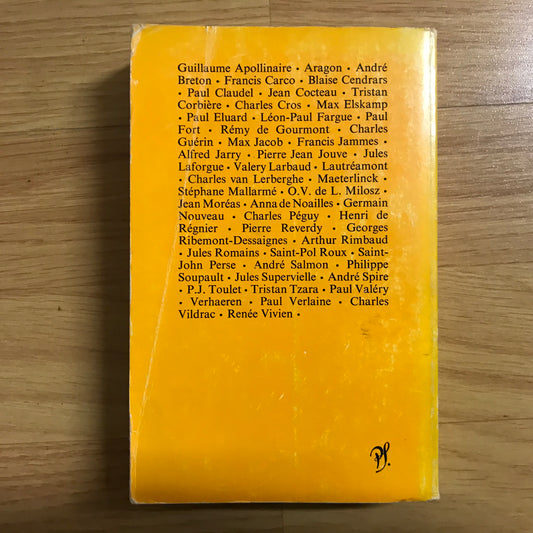 Guillaume Apollinaire • Aragon • André
Breton • Francis Carco • Blaise Cendrars
• Paul Claudel • Jean Cocteau • Tristan
Corbière • Charles Cros • Max Elskamp
• Paul Eluard • Léon-Paul Fargue • Paul
Fort • Rémy de Gourmont • Charles
Guérin • Max Jacob • Francis Jammes •
Alfred Jarry • Pierre Jean Jouve • Jules
Laforgue • Valery Larbaud • Lautréamont
• Charles van Lerberghe • Maeterlinck •
Stéphane Mallarmé • O.V. de L. Milosz •
Jean Moréas • Anna de Noailles • Germain
Nouveau • Charles Péguy • Henri de
Régnier • Pierre Reverdy • Georges
Ribemont-Dessaignes • Arthur Rimbaud
• Jules Romains • Saint-Pol Roux • Saint-
John Perse • André Salmon • Philippe
Soupault • Jules Supervielle • André Spire
• P.J. Toulet • Tristan Tzara • Paul Valéry
• Verhaeren • Paul Verlaine • Charles
Vildrac • Renée Vivien •